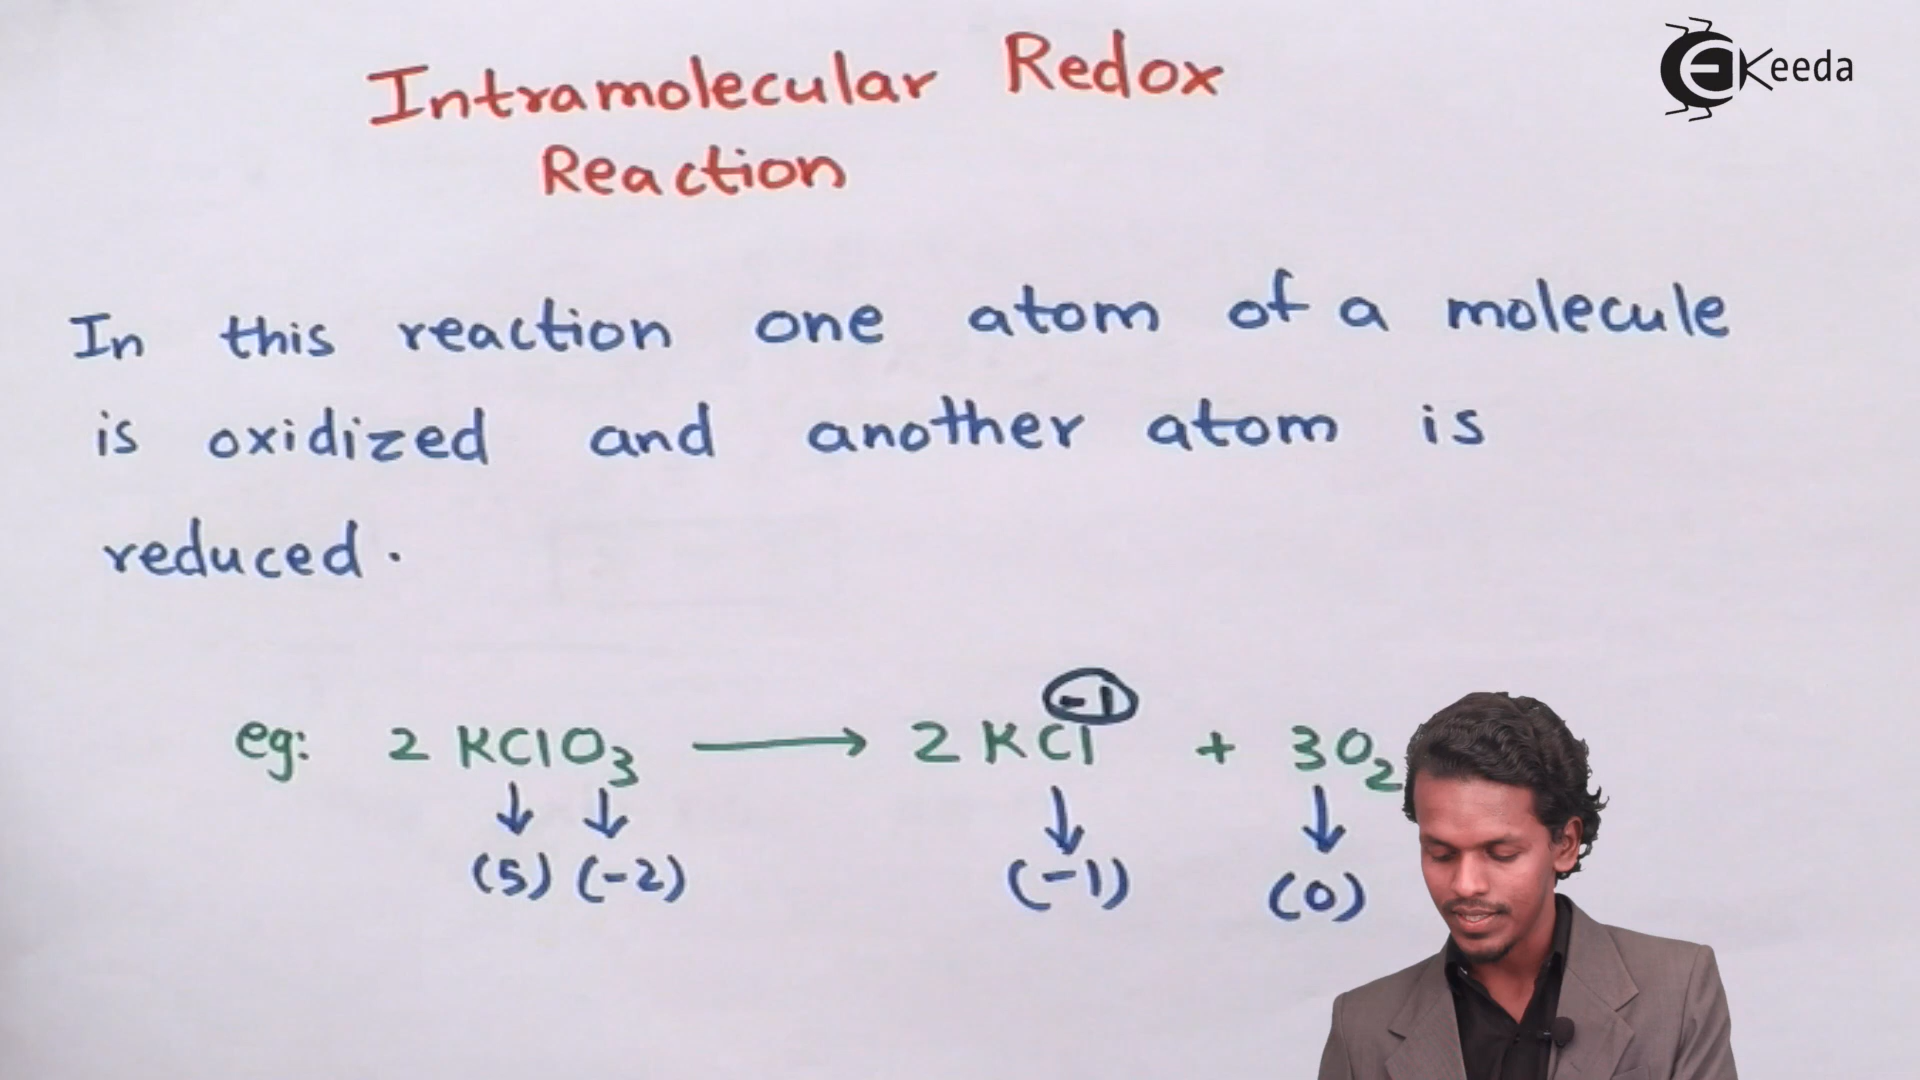 Intramolecular Redox
Reaction
EKeeda
In this reaction one atom of a molecule
is oxidized and another atom is
reduced.
-1
eg: 2 KClO3 ⟶ 2 KCl + 3O2
↓ ↓ ↓ ↓
(5) (-2) (-1) (0)